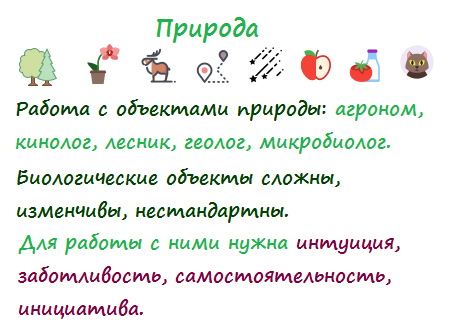 Природа
Работа с объектами природы: агроном,
кинолог, лесник, геолог, микробиолог.
Биологические объекты сложны,
изменчивы, нестандартны.
Для работы с ними нужна интуиция,
заботливость, самостоятельность,
инициатива.